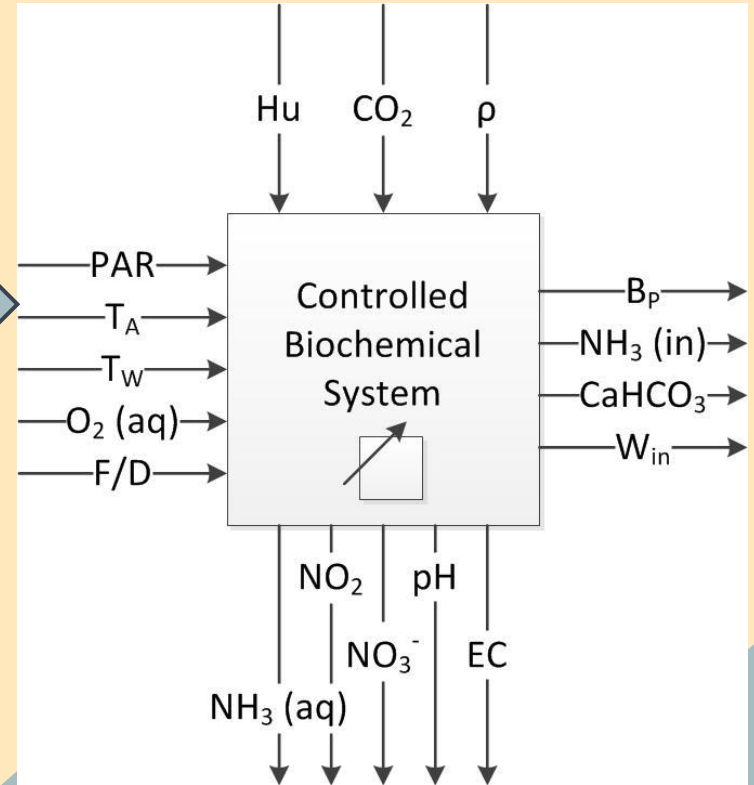 Hu CO₂ ρ
PAR
T_A
T_W
O₂ (aq)
F/D
Controlled
Biochemical
System
B_P
NH₃ (in)
CaHCO₃
W_in
NO₂ pH
NO₃⁻ EC
NH₃ (aq)